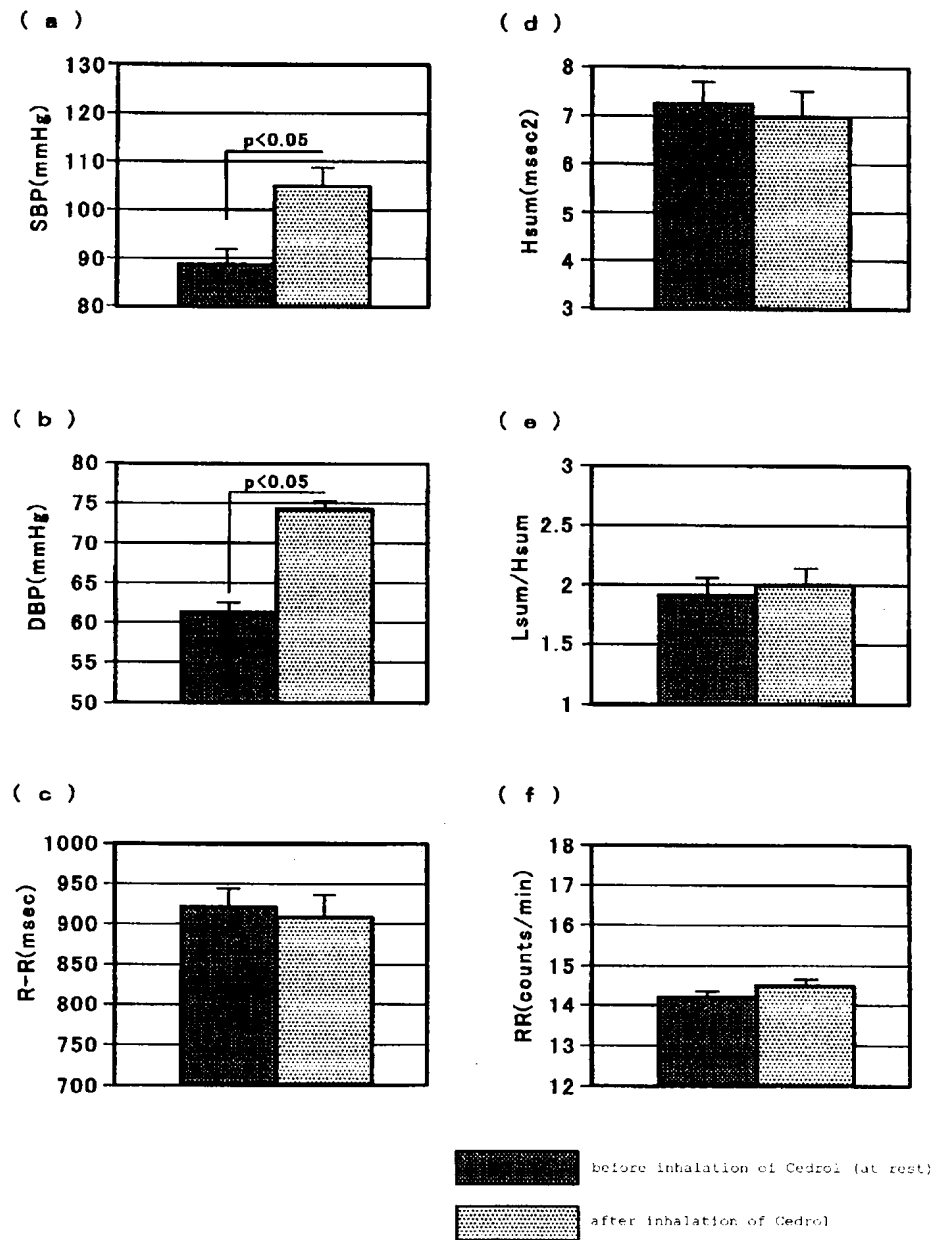 ( a )
SBP(mmHg)
130
120
110
100
90
80
p<0.05
( b )
DBP(mmHg)
80
75
70
65
60
55
50
p<0.05
( c )
R-R(msec)
1000
950
900
850
800
750
700
( d )
Hsum(msec2)
8
7
6
5
4
3
( e )
Lsum/Hsum
3
2.5
2
1.5
1
( f )
RR(counts/min)
18
17
16
15
14
13
12
before inhalation of Cedrol (at rest)
after inhalation of Cedrol